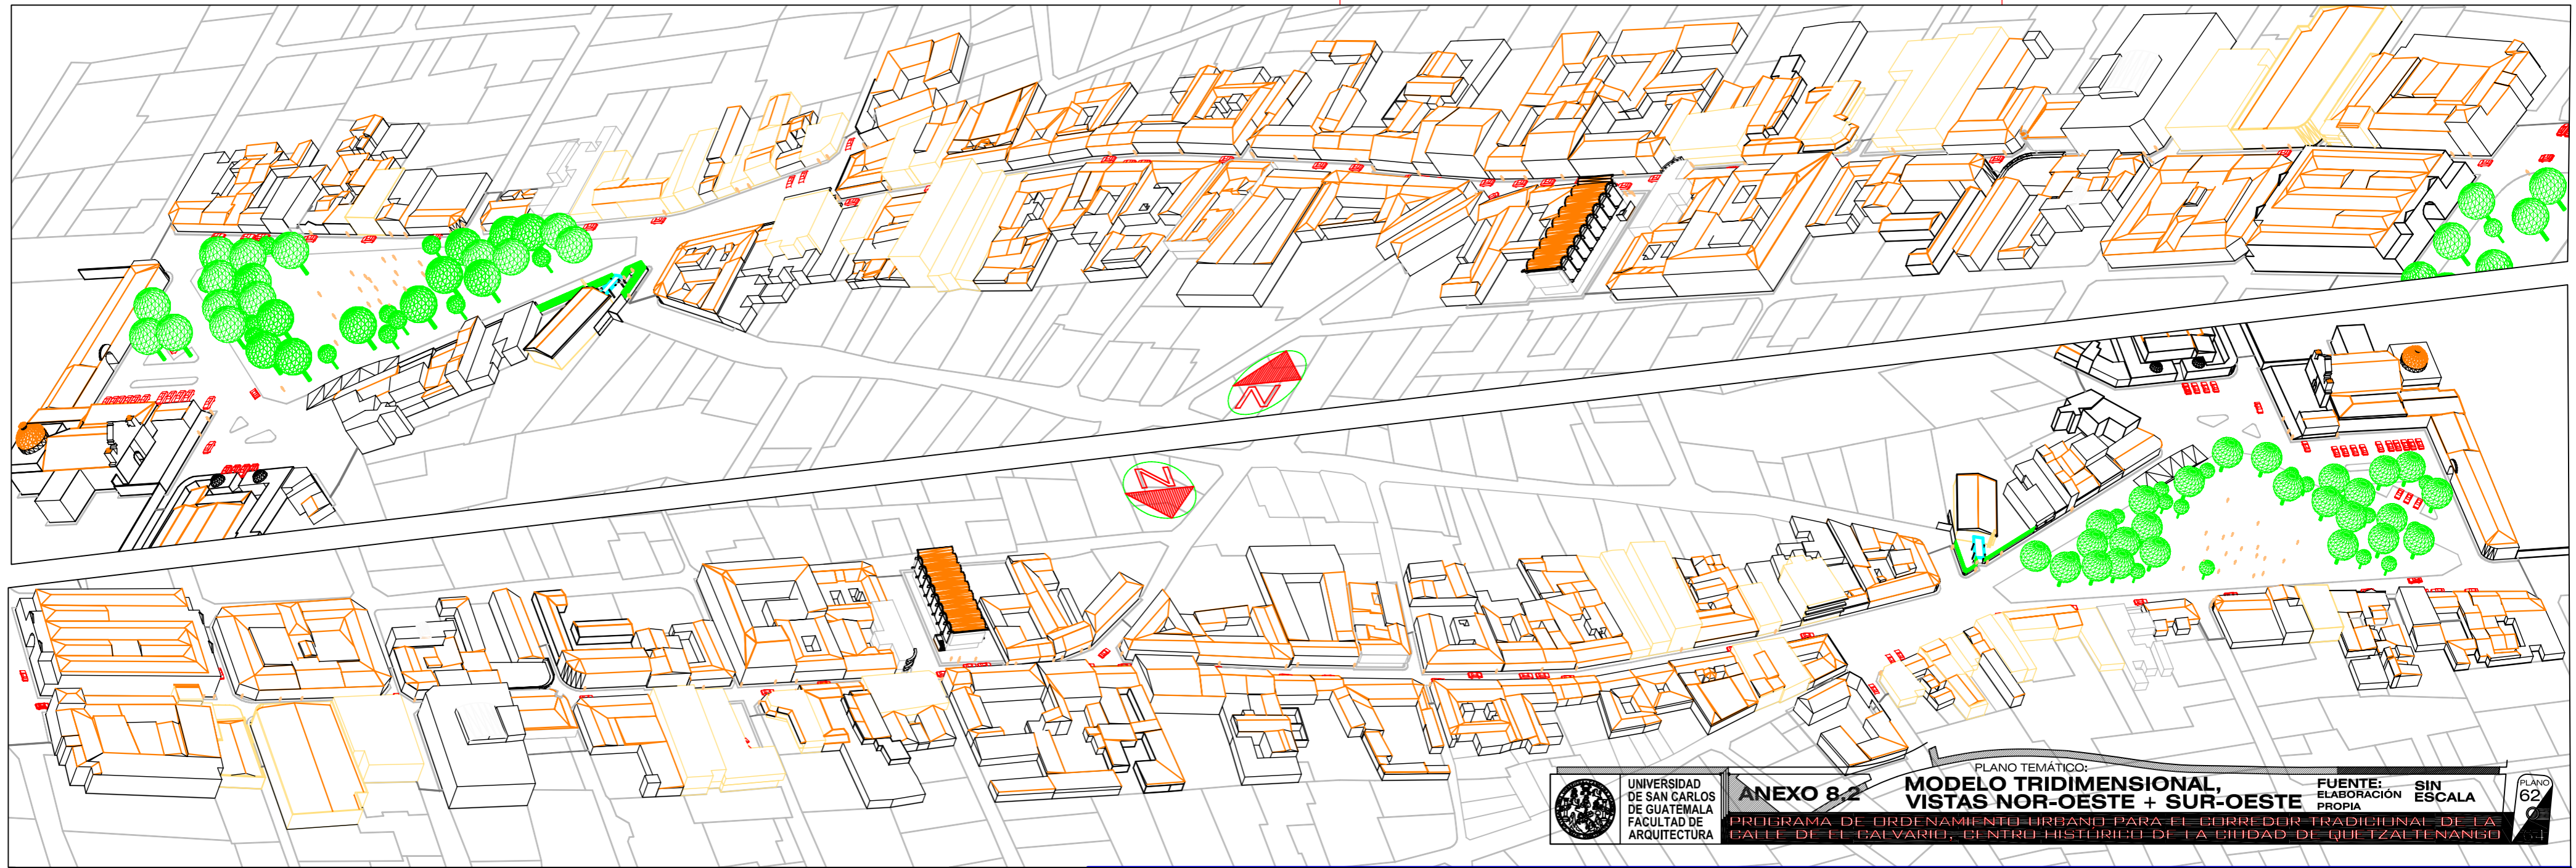 N
N
UNIVERSIDAD
DE SAN CARLOS
DE GUATEMALA
FACULTAD DE
ARQUITECTURA
ANEXO 8.2
PLANO TEMÁTICO:
MODELO TRIDIMENSIONAL,
VISTAS NOR-OESTE + SUR-OESTE
FUENTE:
ELABORACIÓN
PROPIA
SIN
ESCALA
PLANO
62
PROGRAMA DE ORDENAMIENTO URBANO PARA EL CORREDOR TRADICIONAL DE LA
CALLE DE EL CALVARIO, CENTRO HISTÓRICO DE LA CIUDAD DE QUETZALTENANGO